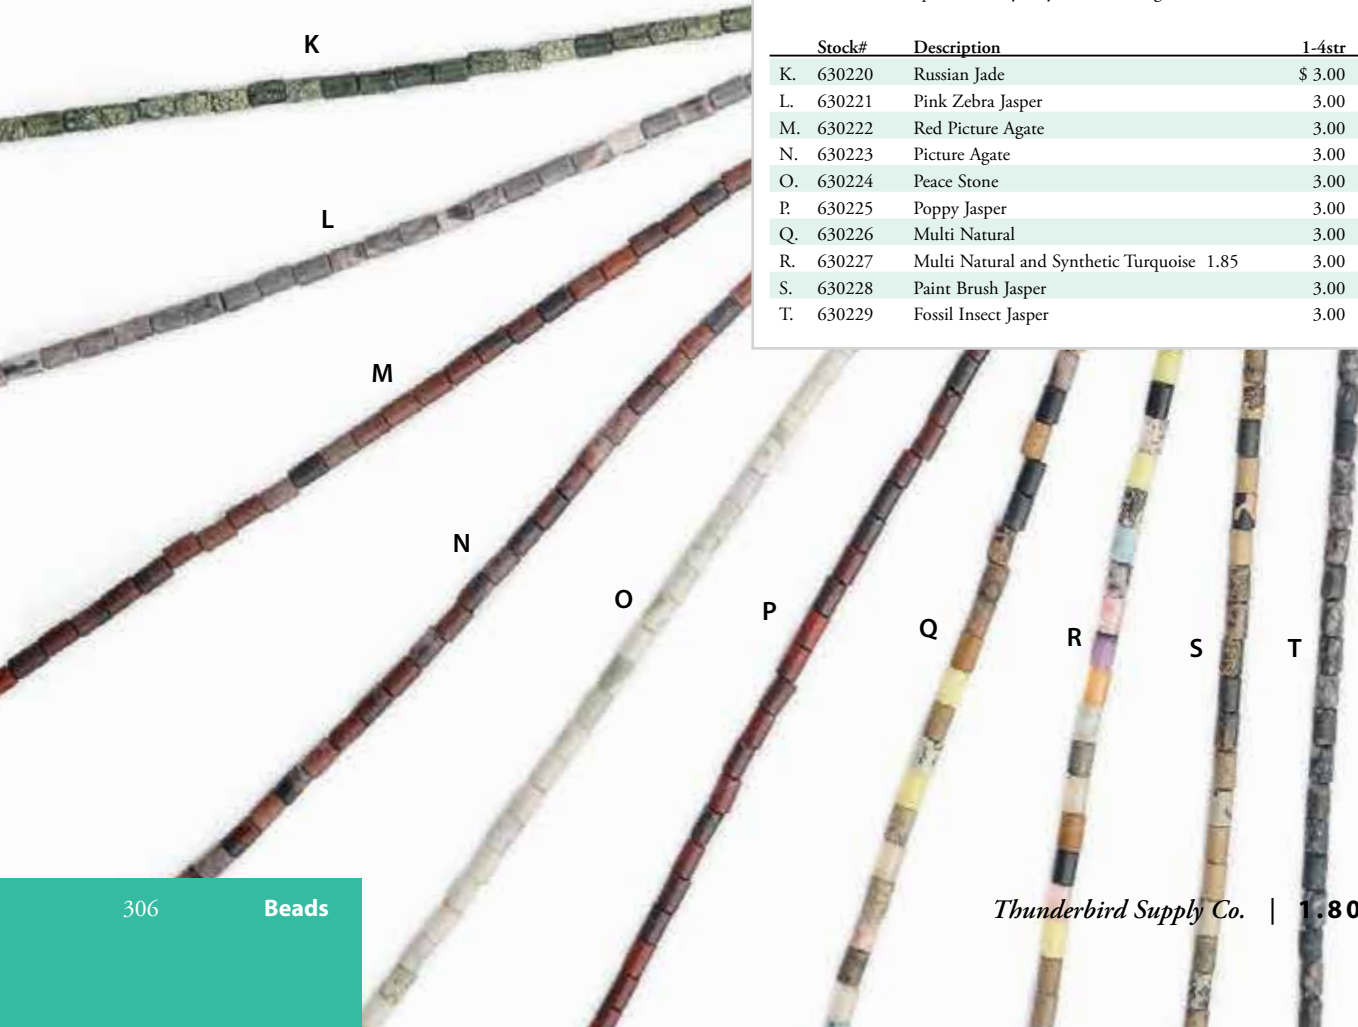 Stock# Description 1-4str
K. 630220 Russian Jade $ 3.00
L. 630221 Pink Zebra Jasper 3.00
M. 630222 Red Picture Agate 3.00
N. 630223 Picture Agate 3.00
O. 630224 Peace Stone 3.00
P. 630225 Poppy Jasper 3.00
Q. 630226 Multi Natural 3.00
R. 630227 Multi Natural and Synthetic Turquoise 1.85 3.00
S. 630228 Paint Brush Jasper 3.00
T. 630229 Fossil Insect Jasper 3.00
K
L
M
N
O
P
Q
R
S
T
306 Beads
Thunderbird Supply Co. | 1.80